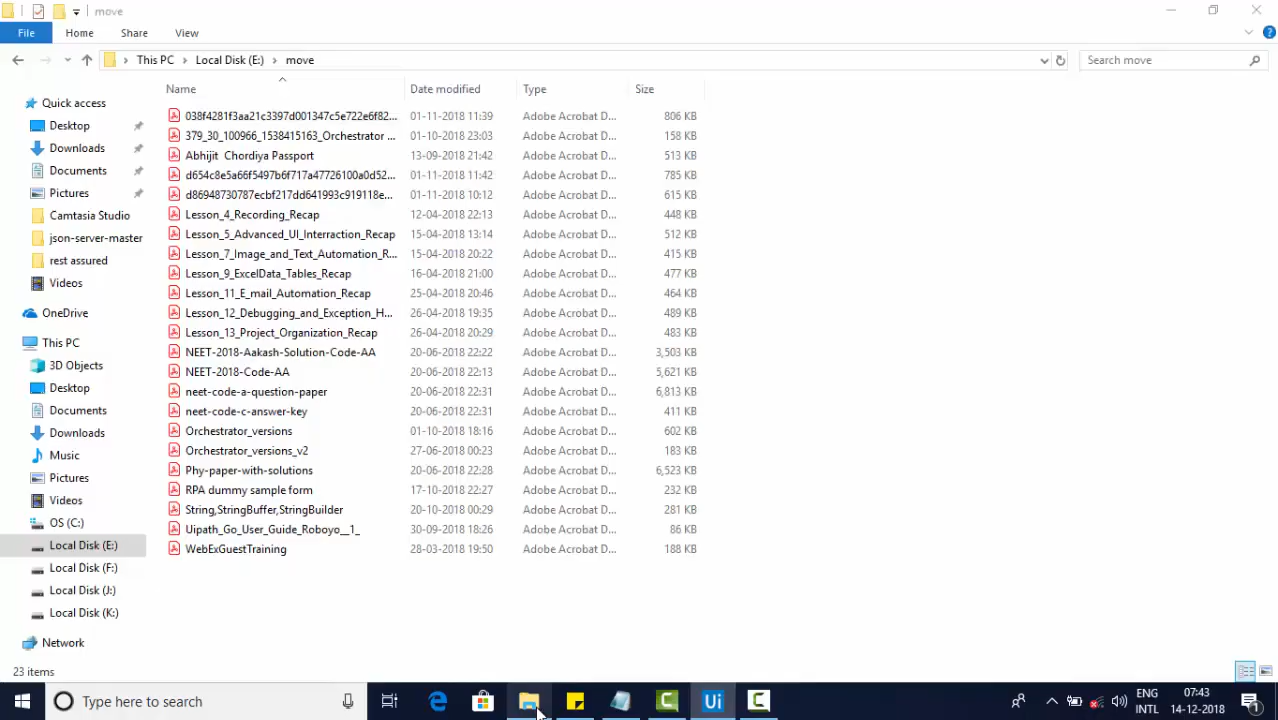 move
File Home Share View
This PC Local Disk (E:) move
Search move
Name Date modified Type Size
Quick access
Desktop
Downloads
Documents
Pictures
Camtasia Studio
json-server-master
rest assured
Videos
OneDrive
This PC
3D Objects
Desktop
Documents
Downloads
Music
Pictures
Videos
OS (C:)
Local Disk (E:)
Local Disk (F:)
Local Disk (J:)
Local Disk (K:)
Network
038f4281f3aa21c3397d001347c5e722e6f82... 01-11-2018 11:39 Adobe Acrobat D... 806 KB
379_30_100966_1538415163_Orchestrator ... 01-10-2018 23:03 Adobe Acrobat D... 158 KB
Abhijit Chordiya Passport 13-09-2018 21:42 Adobe Acrobat D... 513 KB
d654c8e5a66f5497b6f717a47726100a0d52... 01-11-2018 11:42 Adobe Acrobat D... 785 KB
d86948730787ecbf217dd641993c919118e... 01-11-2018 10:12 Adobe Acrobat D... 615 KB
Lesson_4_Recording_Recap 12-04-2018 22:13 Adobe Acrobat D... 448 KB
Lesson_5_Advanced_UI_Interraction_Recap 15-04-2018 13:14 Adobe Acrobat D... 512 KB
Lesson_7_Image_and_Text_Automation_R... 15-04-2018 20:22 Adobe Acrobat D... 415 KB
Lesson_9_ExcelData_Tables_Recap 16-04-2018 21:00 Adobe Acrobat D... 477 KB
Lesson_11_E_mail_Automation_Recap 25-04-2018 20:46 Adobe Acrobat D... 464 KB
Lesson_12_Debugging_and_Exception_H... 26-04-2018 19:35 Adobe Acrobat D... 489 KB
Lesson_13_Project_Organization_Recap 26-04-2018 20:29 Adobe Acrobat D... 483 KB
NEET-2018-Aakash-Solution-Code-AA 20-06-2018 22:22 Adobe Acrobat D... 3,503 KB
NEET-2018-Code-AA 20-06-2018 22:13 Adobe Acrobat D... 5,621 KB
neet-code-a-question-paper 20-06-2018 22:31 Adobe Acrobat D... 6,813 KB
neet-code-c-answer-key 20-06-2018 22:31 Adobe Acrobat D... 411 KB
Orchestrator_versions 01-10-2018 18:16 Adobe Acrobat D... 602 KB
Orchestrator_versions_v2 27-06-2018 00:23 Adobe Acrobat D... 183 KB
Phy-paper-with-solutions 20-06-2018 22:28 Adobe Acrobat D... 6,523 KB
RPA dummy sample form 17-10-2018 22:27 Adobe Acrobat D... 232 KB
String,StringBuffer,StringBuilder 20-10-2018 00:29 Adobe Acrobat D... 281 KB
Uipath_Go_User_Guide_Roboyo__1_ 30-09-2018 18:26 Adobe Acrobat D... 86 KB
WebExGuestTraining 28-03-2018 19:50 Adobe Acrobat D... 188 KB
23 items
Type here to search
Ui
ENG
INTL
07:43
14-12-2018
1